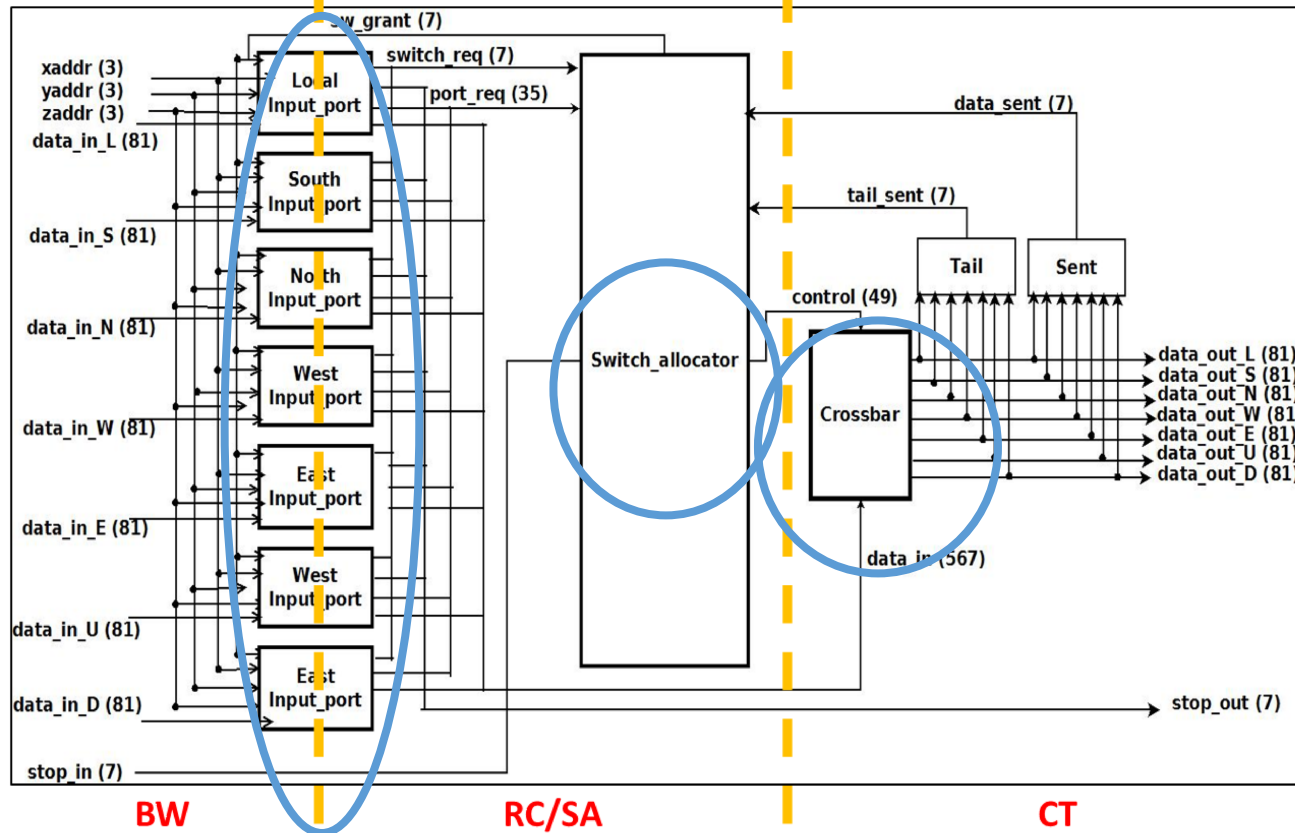 sw_grant (7)
switch_req (7)
port_req (35)
xaddr (3)
yaddr (3)
zaddr (3)
data_in_L (81)
Local
Input_port
South
Input_port
data_in_S (81)
North
Input_port
data_in_N (81)
West
Input_port
data_in_W (81)
East
Input_port
data_in_E (81)
West
Input_port
data_in_U (81)
East
Input_port
data_in_D (81)
stop_in (7)
Switch_allocator
data_sent (7)
tail_sent (7)
Tail
Sent
control (49)
Crossbar
data_in (567)
data_out_L (81)
data_out_S (81)
data_out_N (81)
data_out_W (81
data_out_E (81)
data_out_U (81)
data_out_D (81)
stop_out (7)
BW
RC/SA
CT